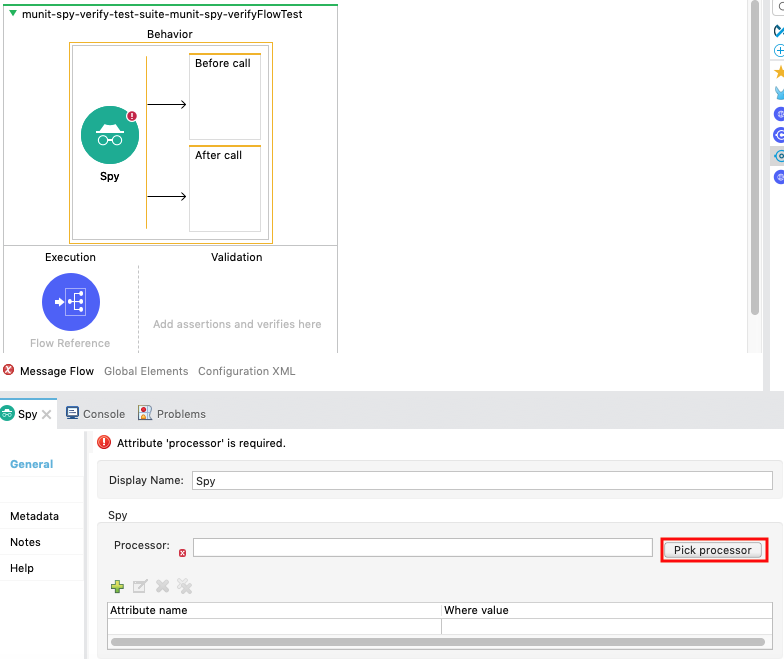 munit-spy-verify-test-suite-munit-spy-verifyFlowTest
Behavior
Before call
After call
Spy
Execution
Validation
Flow Reference
Add assertions and verifies here
Message Flow Global Elements Configuration XML
Spy Console Problems
Attribute 'processor' is required.
General
Display Name: Spy
Spy
Metadata
Notes
Help
Processor: Pick processor
Attribute name Where value